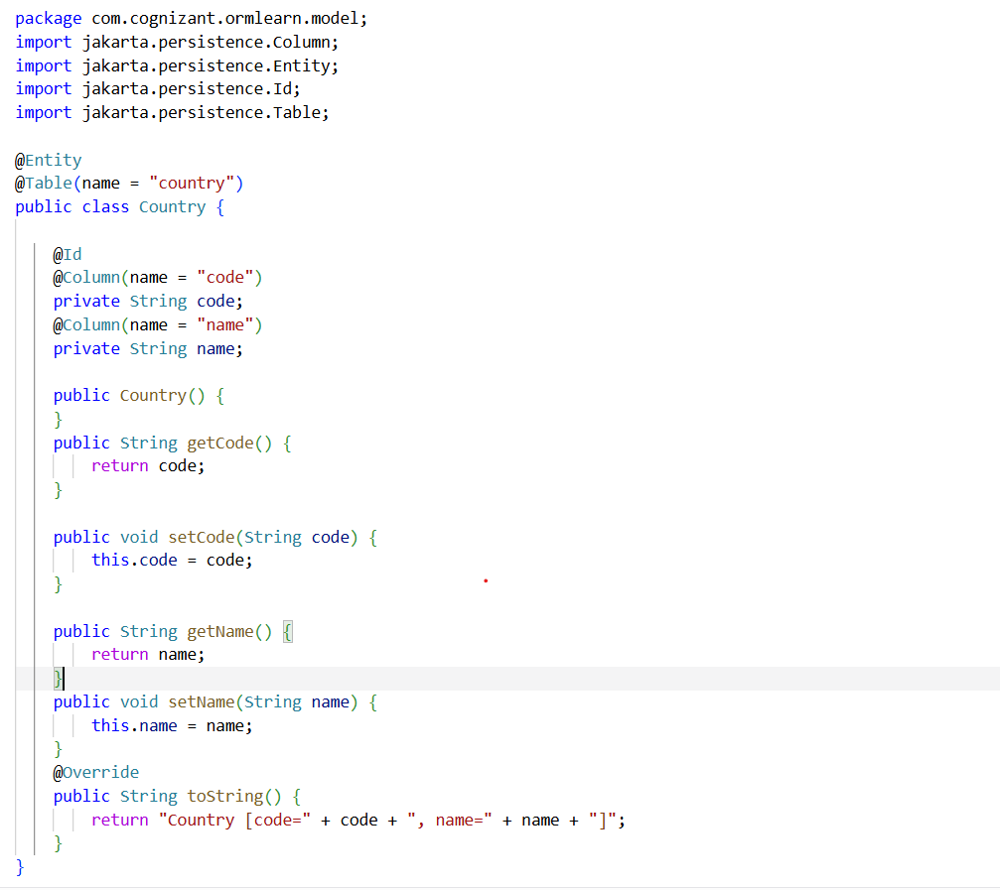 package com.cognizant.ormlearn.model;
import jakarta.persistence.Column;
import jakarta.persistence.Entity;
import jakarta.persistence.Id;
import jakarta.persistence.Table;

@Entity
@Table(name = "country")
public class Country {

    @Id
    @Column(name = "code")
    private String code;
    @Column(name = "name")
    private String name;

    public Country() {
    }
    public String getCode() {
        return code;
    }

    public void setCode(String code) {
        this.code = code;
    }

    public String getName() {
        return name;
    }
    public void setName(String name) {
        this.name = name;
    }
    @Override
    public String toString() {
        return "Country [code=" + code + ", name=" + name + "]";
    }
}